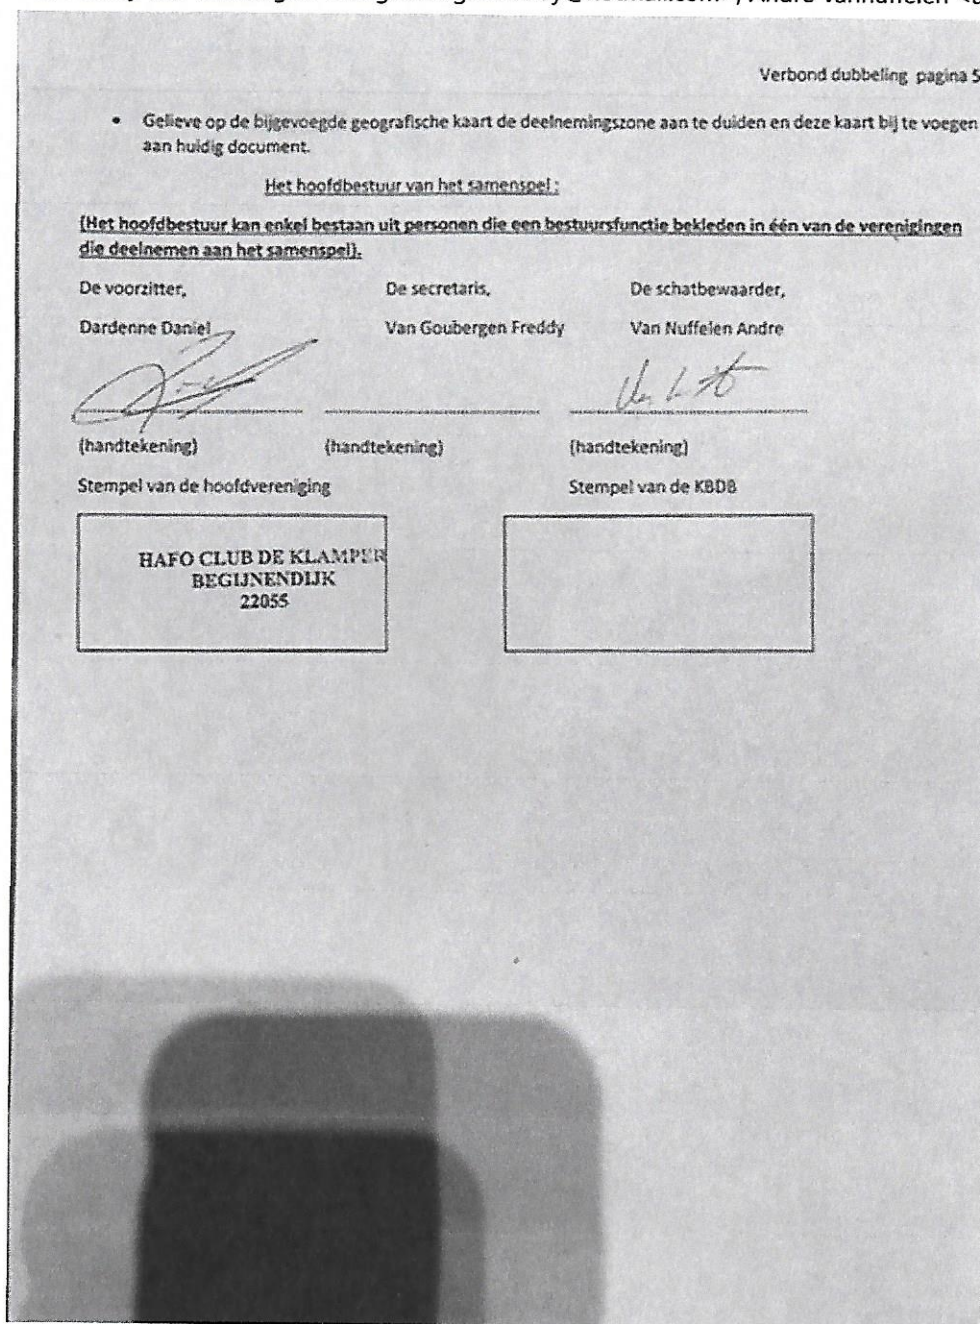 Verbond dubbeling pagina 5
• Gelieve op de bijgevoegde geografische kaart de deelnemingszone aan te duiden en deze kaart bij te voegen
aan huidig document.
Het hoofdbestuur van het samenspel :
(Het hoofdbestuur kan enkel bestaan uit personen die een bestuursfunctie bekleden in één van de verenigingen
die deelnemen aan het samenspel).
De voorzitter, De secretaris, De schatbewaarder,
Dardenne Daniel Van Goubergen Freddy Van Nuffelen Andre
(handtekening) (handtekening) (handtekening)
Stempel van de hoofdvereniging Stempel van de KBDB
HAFO CLUB DE KLAMPER
BEGIJNENDIJK
22055